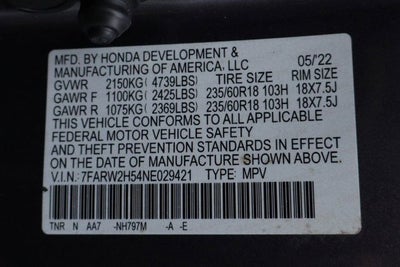 MFD. BY HONDA DEVELOPMENT & 05/'22
MANUFACTURING OF AMERICA, LLC
GVWR 2150KG (4739LBS) TIRE SIZE RIM SIZE
GAWR F 1100KG (2425LBS) 235/60R18 103H 18X7.5J
GAWR R 1075KG (2369LBS) 235/60R18 103H 18X7.5J
THIS VEHICLE CONFORMS TO ALL APPLICABLE
FEDERAL MOTOR VEHICLE SAFETY
AND THEFT PREVENTION STANDARDS IN EFFECT
ON THE DATE OF MANUFACTURE SHOWN ABOVE.
V.I.N.: 7FARW2H54NE029421 TYPE: MPV
TNR N AA7 -NH797M -A -E